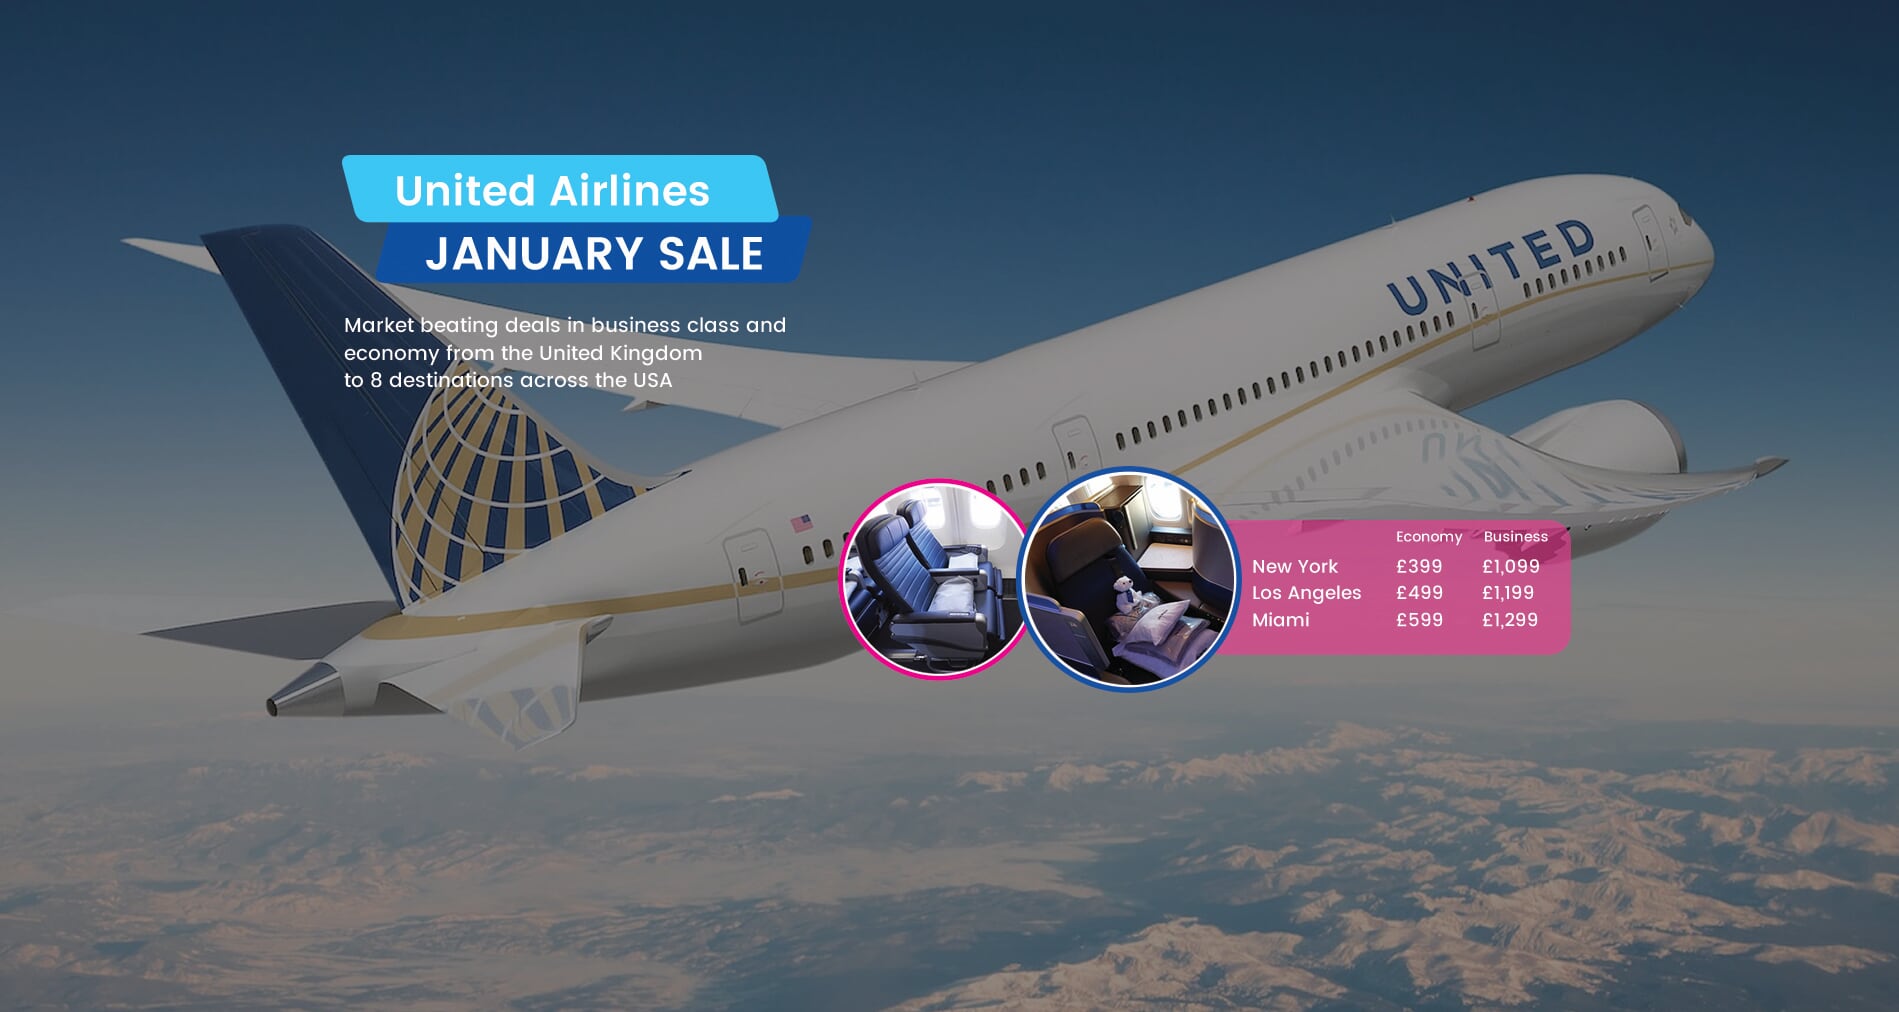 United Airlines
JANUARY SALE
Market beating deals in business class and
economy from the United Kingdom
to 8 destinations across the USA
UNITED
Economy Business
New York £399 £1,099
Los Angeles £499 £1,199
Miami £599 £1,299